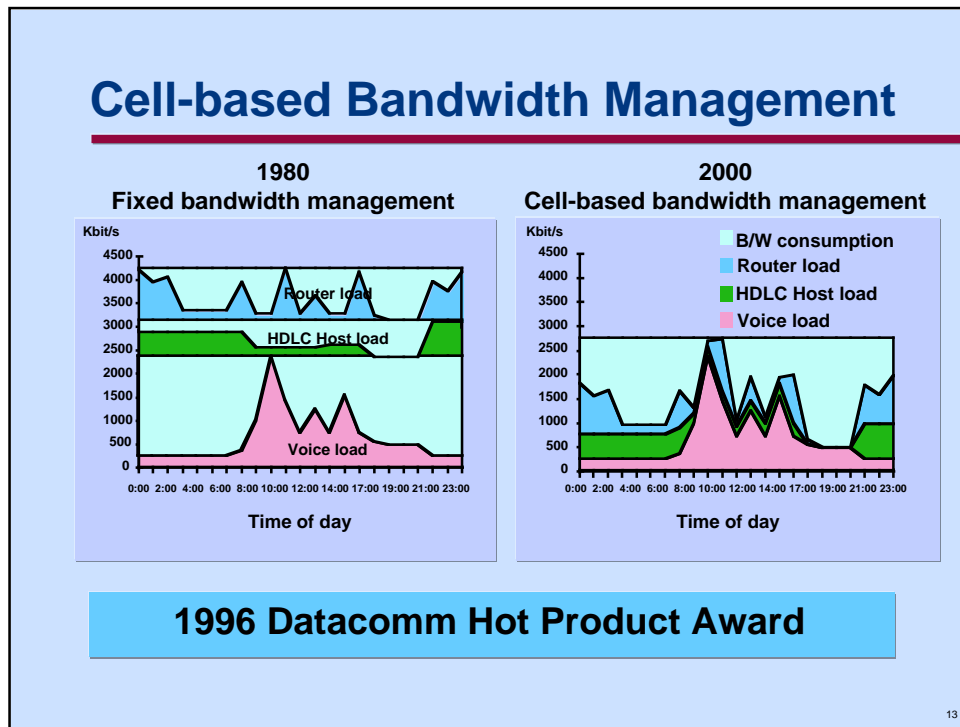 Cell-based Bandwidth Management
1980
Fixed bandwidth management
Kbit/s
4500
4000
3500
3000
2500
2000
1500
1000
500
0
Router load
HDLC Host load
Voice load
0:00 2:00 4:00 6:00 8:00 10:00 12:00 14:00 17:00 19:00 21:00 23:00
Time of day
2000
Cell-based bandwidth management
Kbit/s
4500
4000
3500
3000
2500
2000
1500
1000
500
0
B/W consumption
Router load
HDLC Host load
Voice load
0:00 2:00 4:00 6:00 8:00 10:00 12:00 14:00 17:00 19:00 21:00 23:00
Time of day
1996 Datacomm Hot Product Award
13